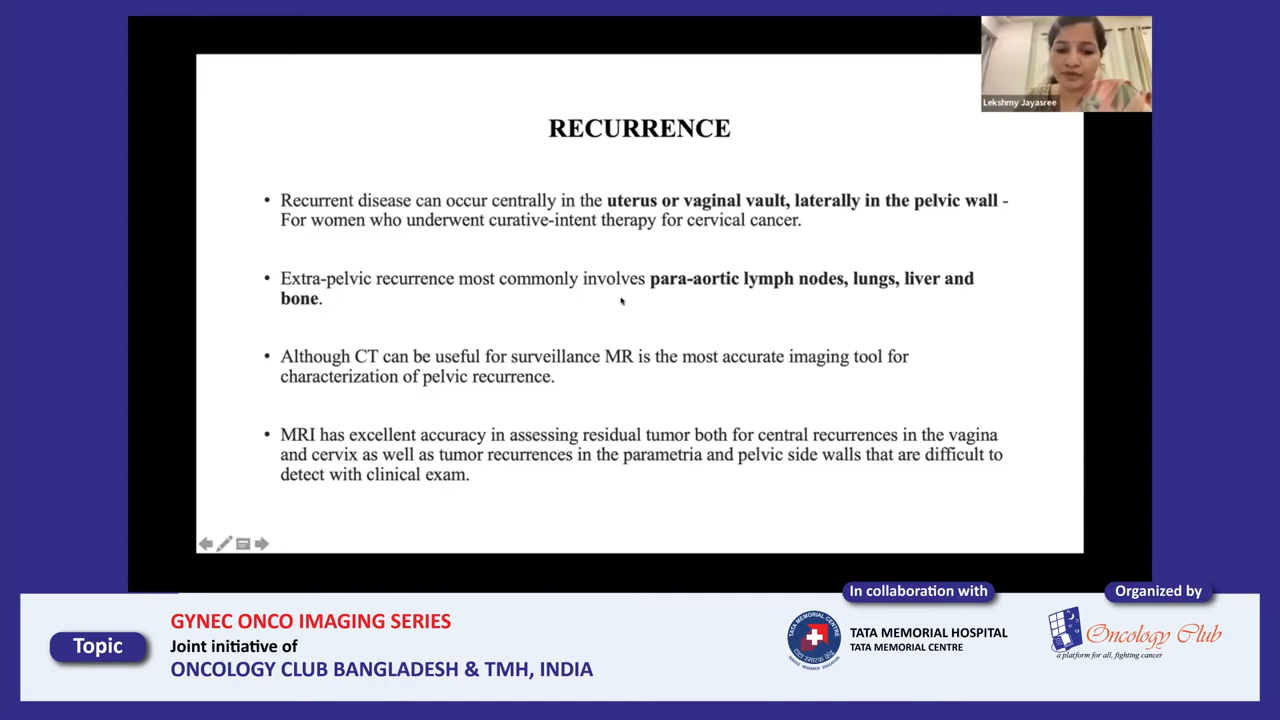 Lekshmy Jayasree
RECURRENCE
• Recurrent disease can occur centrally in the uterus or vaginal vault, laterally in the pelvic wall -
For women who underwent curative-intent therapy for cervical cancer.
• Extra-pelvic recurrence most commonly involves para-aortic lymph nodes, lungs, liver and
bone.
• Although CT can be useful for surveillance MR is the most accurate imaging tool for
characterization of pelvic recurrence.
• MRI has excellent accuracy in assessing residual tumor both for central recurrences in the vagina
and cervix as well as tumor recurrences in the parametria and pelvic side walls that are difficult to
detect with clinical exam.
Topic
GYNEC ONCO IMAGING SERIES
Joint initiative of
ONCOLOGY CLUB BANGLADESH & TMH, INDIA
In collaboration with
TATA MEMORIAL CENTRE
TATA MEMORIAL HOSPITAL
TATA MEMORIAL CENTRE
Organized by
Oncology Club
a platform for all, fighting cancer